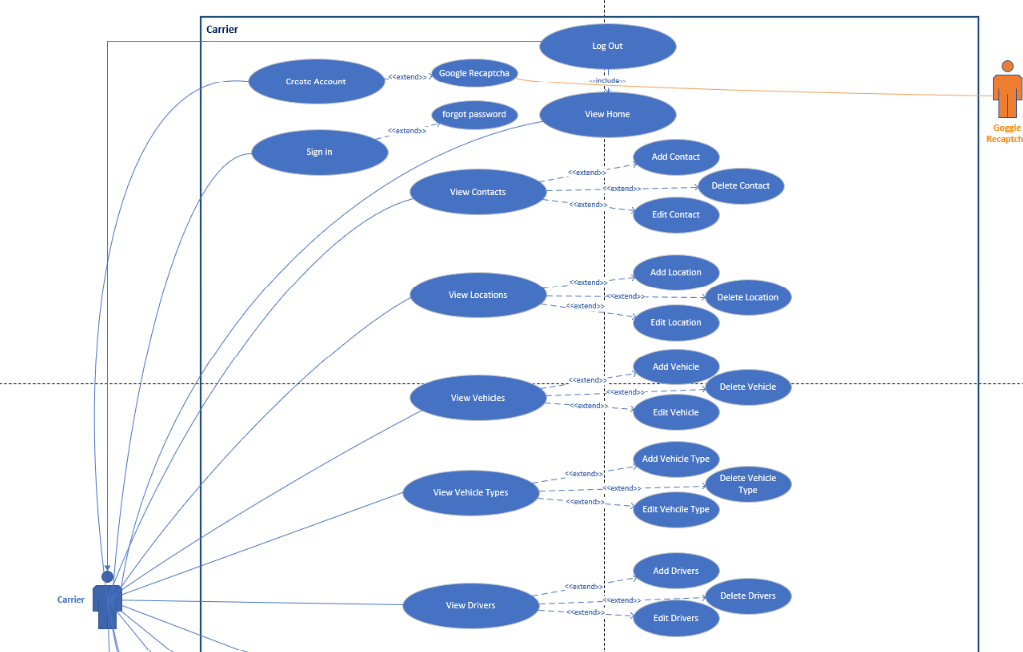 Carrier
Log Out
Create Account
<<extend>>
Google Recaptcha
<<include>>
forgot password
<<extend>>
View Home
Sign in
Goggle
Recaptch
View Contacts
<<extend>>
Add Contact
<<extend>>
Delete Contact
<<extend>>
Edit Contact
View Locations
<<extend>>
Add Location
<<extend>>
Delete Location
<<extend>>
Edit Location
View Vehicles
<<extend>>
Add Vehicle
<<extend>>
Delete Vehicle
<<extend>>
Edit Vehicle
View Vehicle Types
<<extend>>
Add Vehicle Type
<<extend>>
Delete Vehicle
Type
<<extend>>
Edit Vehcile Type
Carrier
View Drivers
<<extend>>
Add Drivers
<<extend>>
Delete Drivers
<<extend>>
Edit Drivers